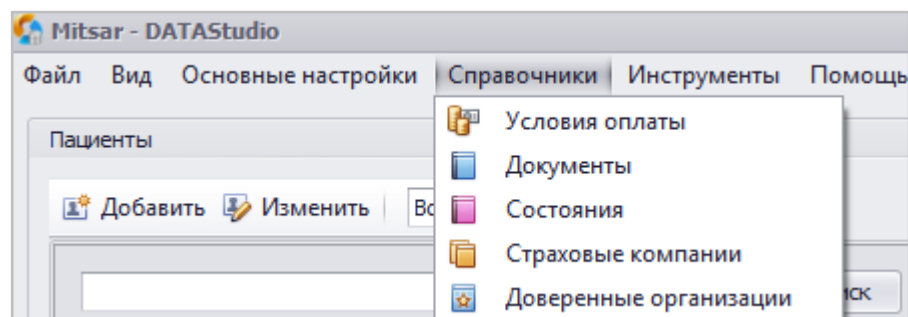 Mitsar - DATAStudio
Файл Вид Основные настройки Справочники Инструменты Помощь
Условия оплаты
Пациенты
Документы
Добавить Изменить
Состояния
Страховые компании
Доверенные организации